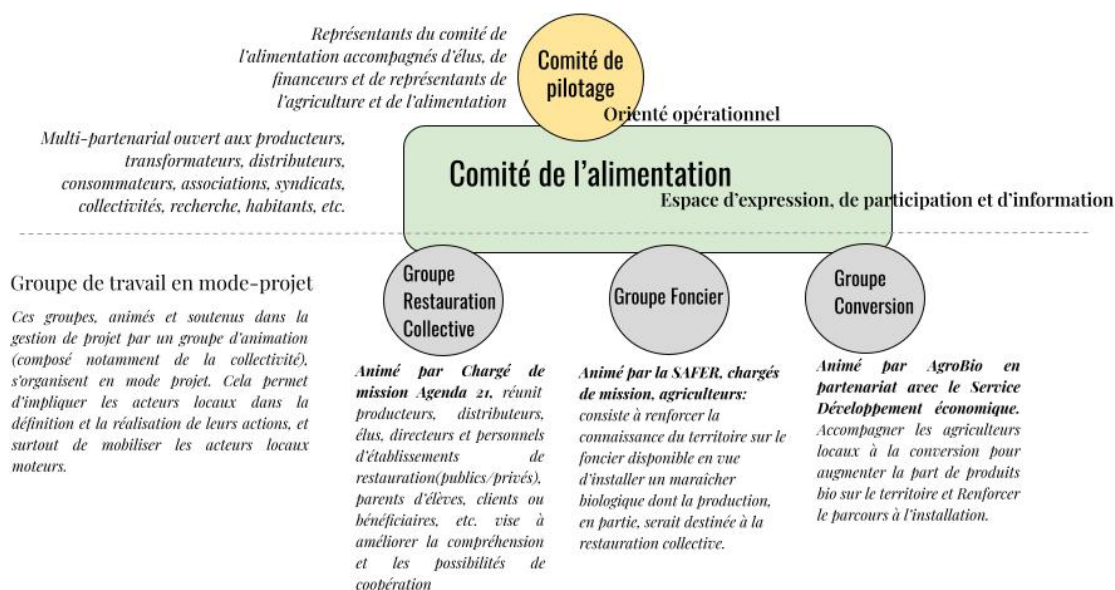 Représentants du comité de
l'alimentation accompagnés d'élus, de
financeurs et de représentants de
l'agriculture et de l'alimentation
Comité de
pilotage
Orienté opérationnel
Multi-partenarial ouvert aux producteurs,
transformateurs, distributeurs,
consommateurs, associations, syndicats,
collectivités, recherche, habitants, etc.
Comité de l'alimentation
Espace d'expression, de participation et d'information
Groupe de travail en mode-projet
Ces groupes, animés et soutenus dans la
gestion de projet par un groupe d'animation
(composé notamment de la collectivité),
s'organisent en mode projet. Cela permet
d'impliquer les acteurs locaux dans la
définition et la réalisation de leurs actions, et
surtout de mobiliser les acteurs locaux
moteurs.
Groupe
Restauration
Collective
Animé par Chargé de
mission Agenda 21, réunit
producteurs, distributeurs,
élus, directeurs et personnels
d'établissements de
restauration(publics/privés),
parents d'élèves, clients ou
bénéficiaires, etc. vise à
améliorer la compréhension
et les possibilités de
coopération
Groupe Foncier
Animé par la SAFER, chargés
de mission, agriculteurs:
consiste à renforcer la
connaissance du territoire sur le
foncier disponible en vue
d'installer un maraicher
biologique dont la production,
en partie, serait destinée à la
restauration collective.
Groupe
Conversion
Animé par AgroBio en
partenariat avec le Service
Développement économique.
Accompagner les agriculteurs
locaux à la conversion pour
augmenter la part de produits
bio sur le territoire et Renforcer
le parcours à l'installation.